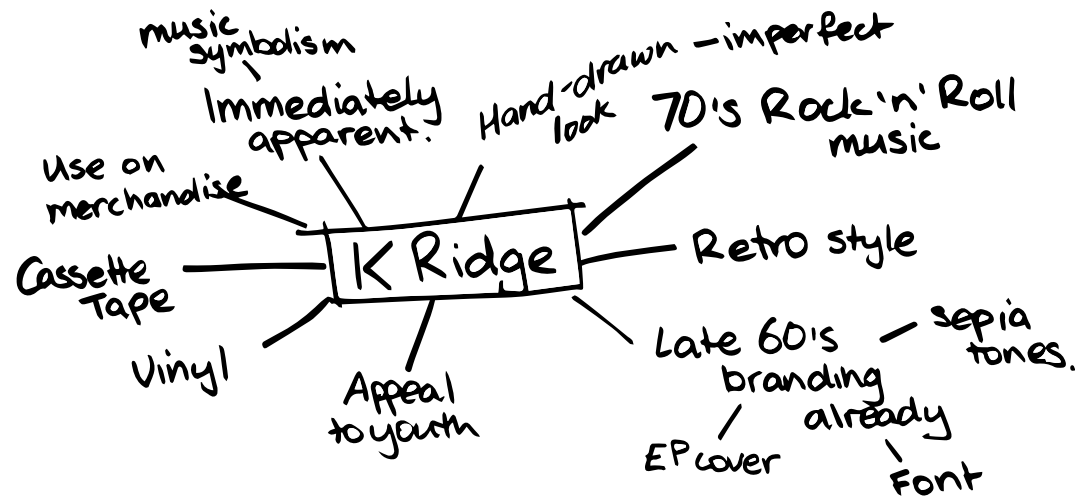 music
symbolism
Immediately
apparent.
Hand-drawn - imperfect
look
70's Rock 'n' Roll
music
Use on
merchandise
K Ridge
Retro style
Cassette
Tape
Late 60's
branding
already
sepia
tones.
Vinyl
Appeal
to youth
EP cover
Font